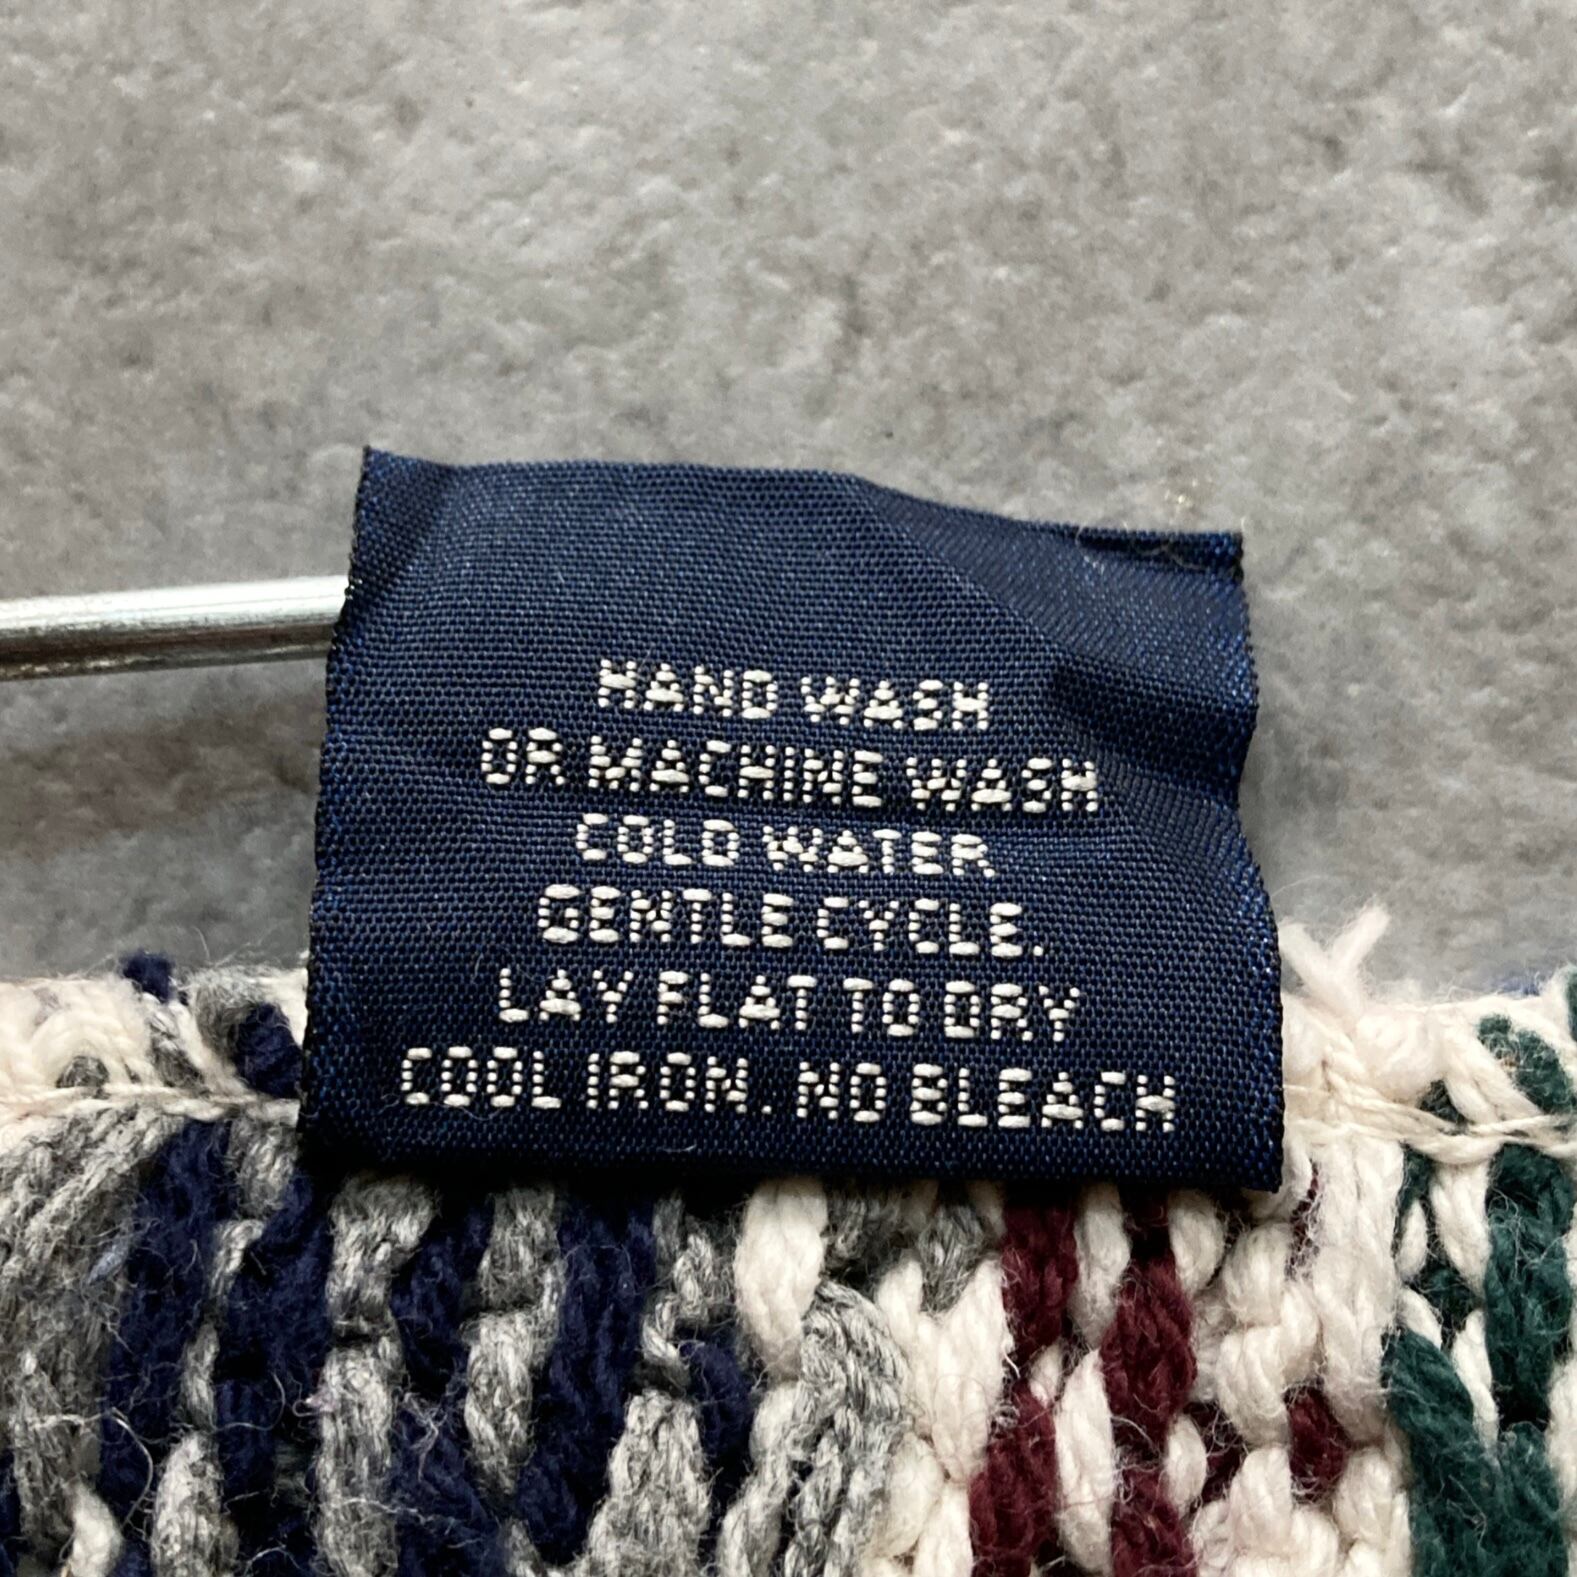 HAND WASH
OR MACHINE WASH
COLD WATER
GENTLE CYCLE.
LAY FLAT TO DRY
COOL IRON. NO BLEACH